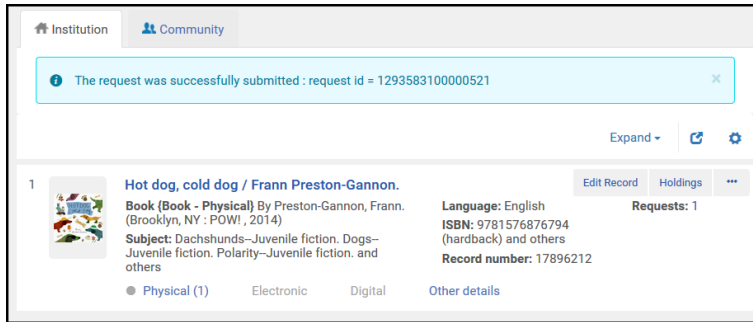 Institution
Community
The request was successfully submitted : request id = 1293583100000521
×
Expand
1
Hot dog, cold dog / Frann Preston-Gannon.
Edit Record
Holdings
Book {Book - Physical} By Preston-Gannon, Frann.
(Brooklyn, NY : POW! , 2014)
Subject: Dachshunds--Juvenile fiction. Dogs--
Juvenile fiction. Polarity--Juvenile fiction. and
others
Language: English
ISBN: 9781576876794
(hardback) and others
Record number: 17896212
Requests: 1
Physical (1)
Electronic
Digital
Other details